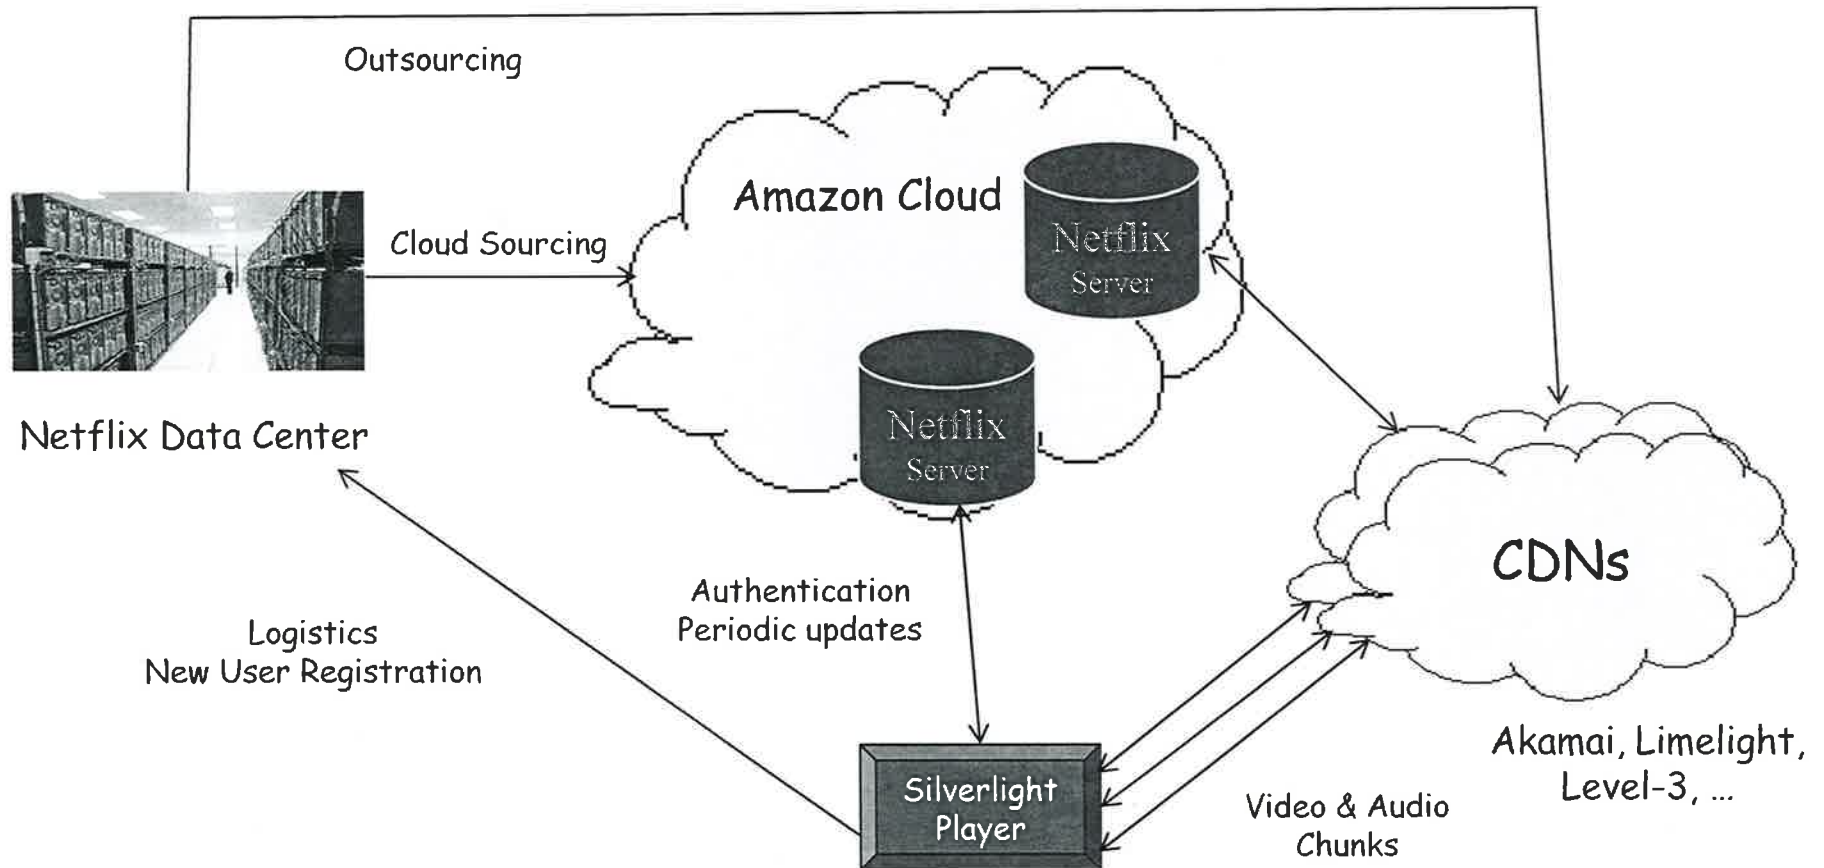 Outsourcing
Amazon Cloud
Netflix
Server
Cloud Sourcing
Netflix
Server
Netflix Data Center
CDNs
Authentication
Periodic updates
Logistics
New User Registration
Akamai, Limelight,
Level-3, ...
Silverlight
Player
Video & Audio
Chunks